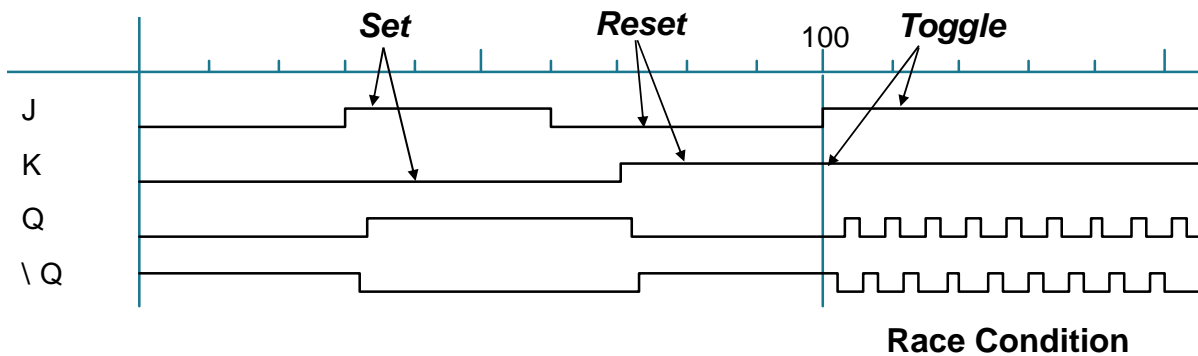 Set Reset 100 Toggle
J
K
Q
\ Q
Race Condition